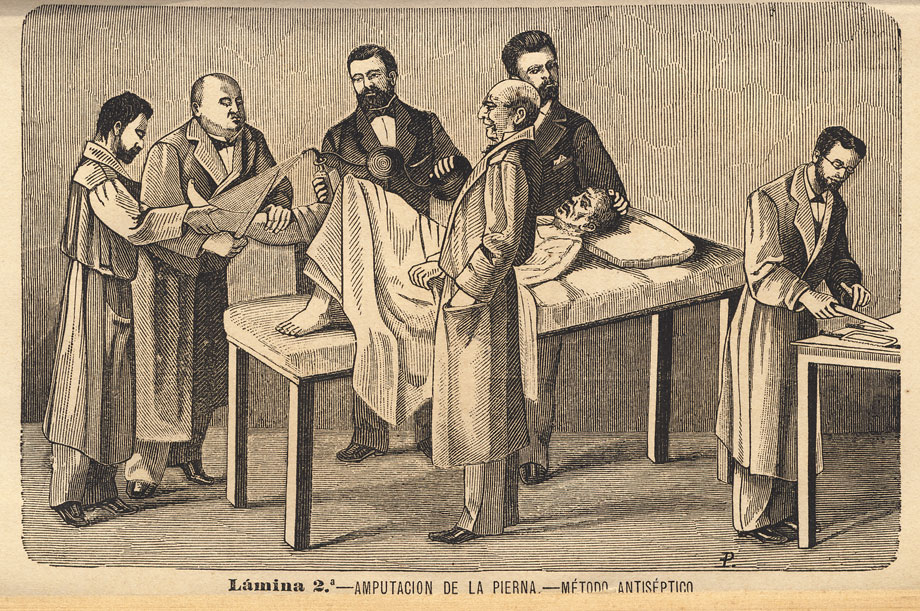 P.
Lámina 2.ª—AMPUTACION DE LA PIERNA.—MÉTODO ANTISÉPTICO